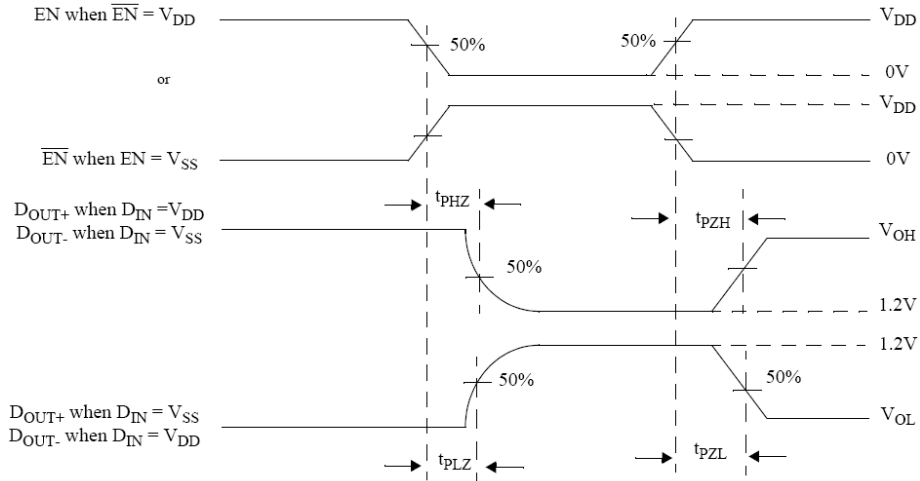 EN when E̅N̅ = VDD
50%
50%
VDD
or
0V
VDD
E̅N̅ when EN = VSS
0V
tPHZ
tPZH
DOUT+ when DIN =VDD
DOUT- when DIN = VSS
VOH
50%
1.2V
1.2V
50%
50%
DOUT+ when DIN = VSS
DOUT- when DIN = VDD
VOL
tPLZ
tPZL